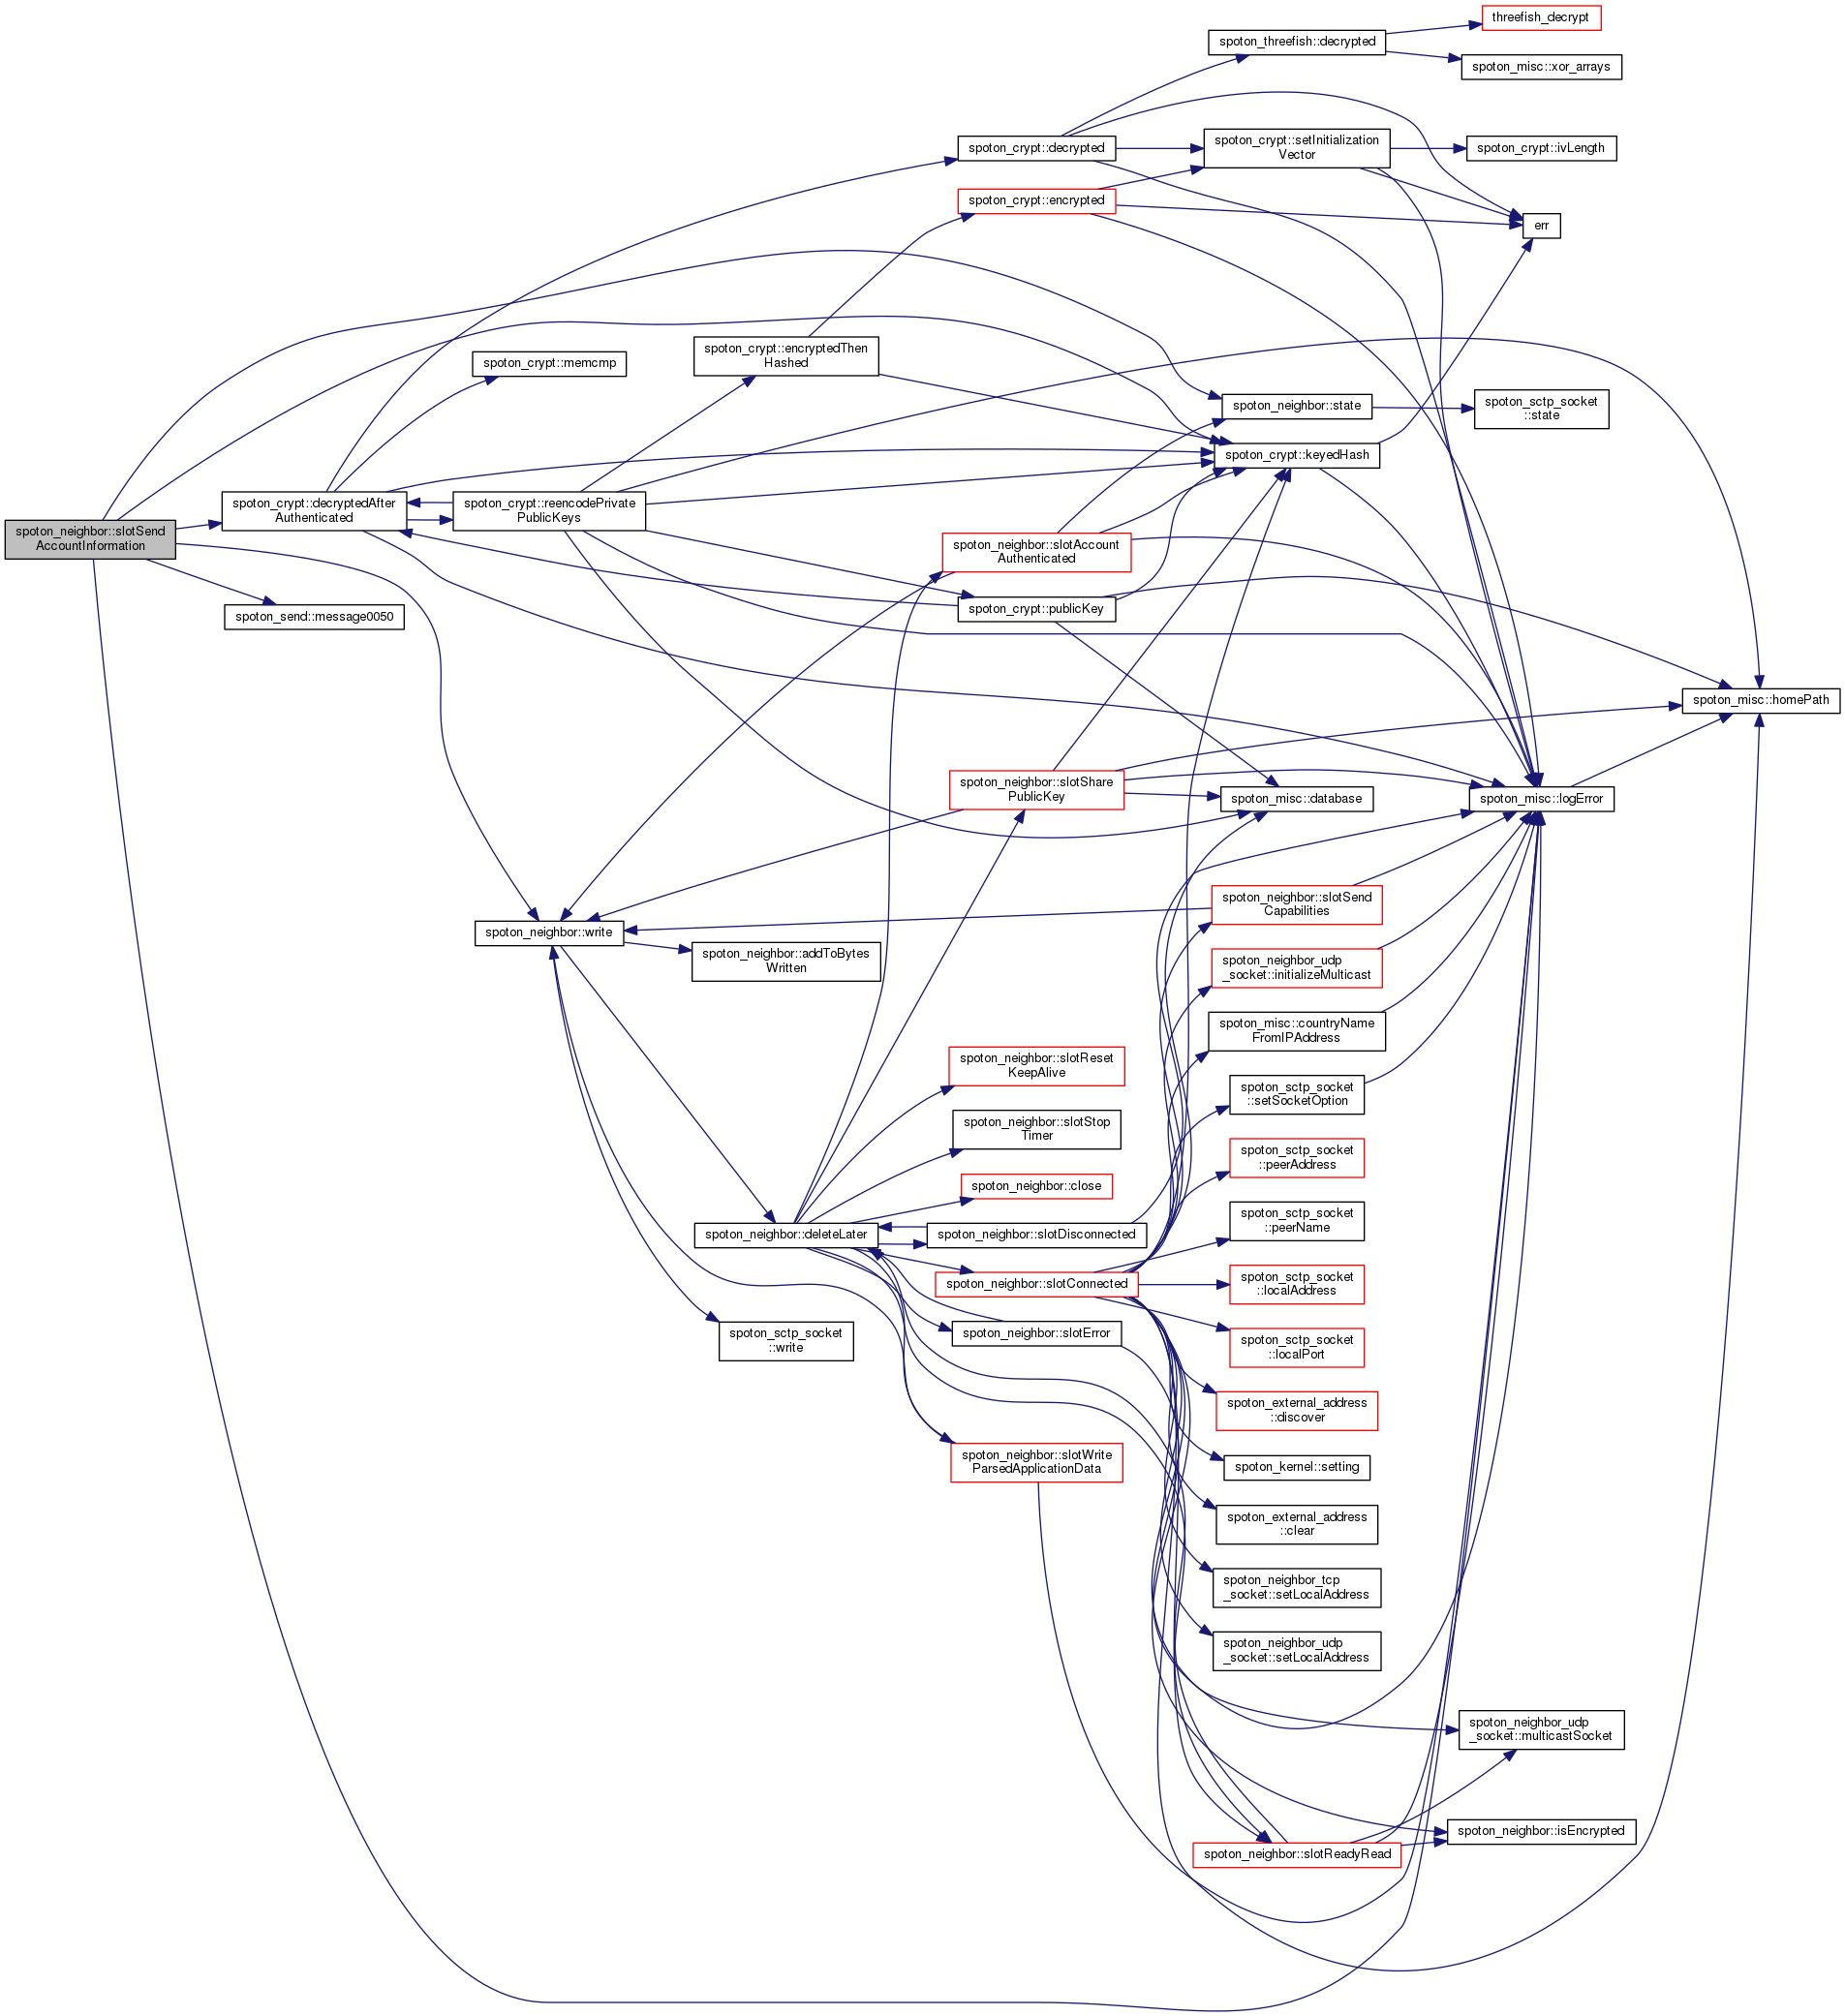 threefish_decrypt
spoton_threefish::decrypted
spoton_misc::xor_arrays
spoton_crypt::decrypted
spoton_crypt::setInitialization
Vector
spoton_crypt::ivLength
spoton_crypt::encrypted
err
spoton_crypt::encryptedThen
Hashed
spoton_crypt::memcmp
spoton_neighbor::state
spoton_sctp_socket
::state
spoton_crypt::keyedHash
spoton_crypt::decryptedAfter
Authenticated
spoton_crypt::reencodePrivate
PublicKeys
spoton_neighbor::slotSend
AccountInformation
spoton_neighbor::slotAccount
Authenticated
spoton_send::message0050
spoton_crypt::publicKey
spoton_misc::homePath
spoton_neighbor::slotShare
PublicKey
spoton_misc::database
spoton_misc::logError
spoton_neighbor::slotSend
Capabilities
spoton_neighbor::write
spoton_neighbor::addToBytes
Written
spoton_neighbor_udp
_socket::initializeMulticast
spoton_misc::countryName
FromIPAddress
spoton_neighbor::slotReset
KeepAlive
spoton_sctp_socket
::setSocketOption
spoton_neighbor::slotStop
Timer
spoton_sctp_socket
::peerAddress
spoton_neighbor::close
spoton_sctp_socket
::peerName
spoton_neighbor::deleteLater
spoton_neighbor::slotDisconnected
spoton_neighbor::slotConnected
spoton_sctp_socket
::localAddress
spoton_neighbor::slotError
spoton_sctp_socket
::write
spoton_sctp_socket
::localPort
spoton_external_address
::discover
spoton_neighbor::slotWrite
ParsedApplicationData
spoton_kernel::setting
spoton_external_address
::clear
spoton_neighbor_tcp
_socket::setLocalAddress
spoton_neighbor_udp
_socket::setLocalAddress
spoton_neighbor_udp
_socket::multicastSocket
spoton_neighbor::isEncrypted
spoton_neighbor::slotReadyRead